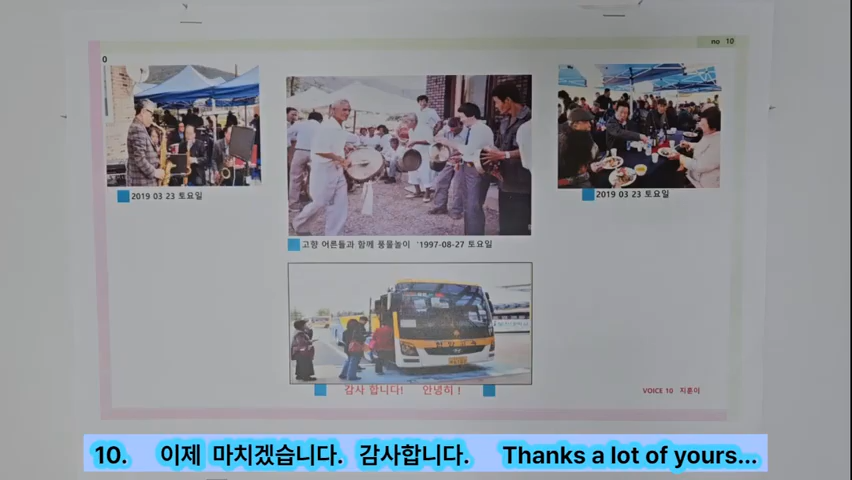 no 10
0
2019 03 23 토요일
2019 03 23 토요일
고향 어른들과 함께 풍물놀이 '1997-08-27 토요일
감사 합니다! 안녕히 !
VOICE 10 지훈아
10. 이제 마치겠습니다. 감사합니다. Thanks a lot of yours...